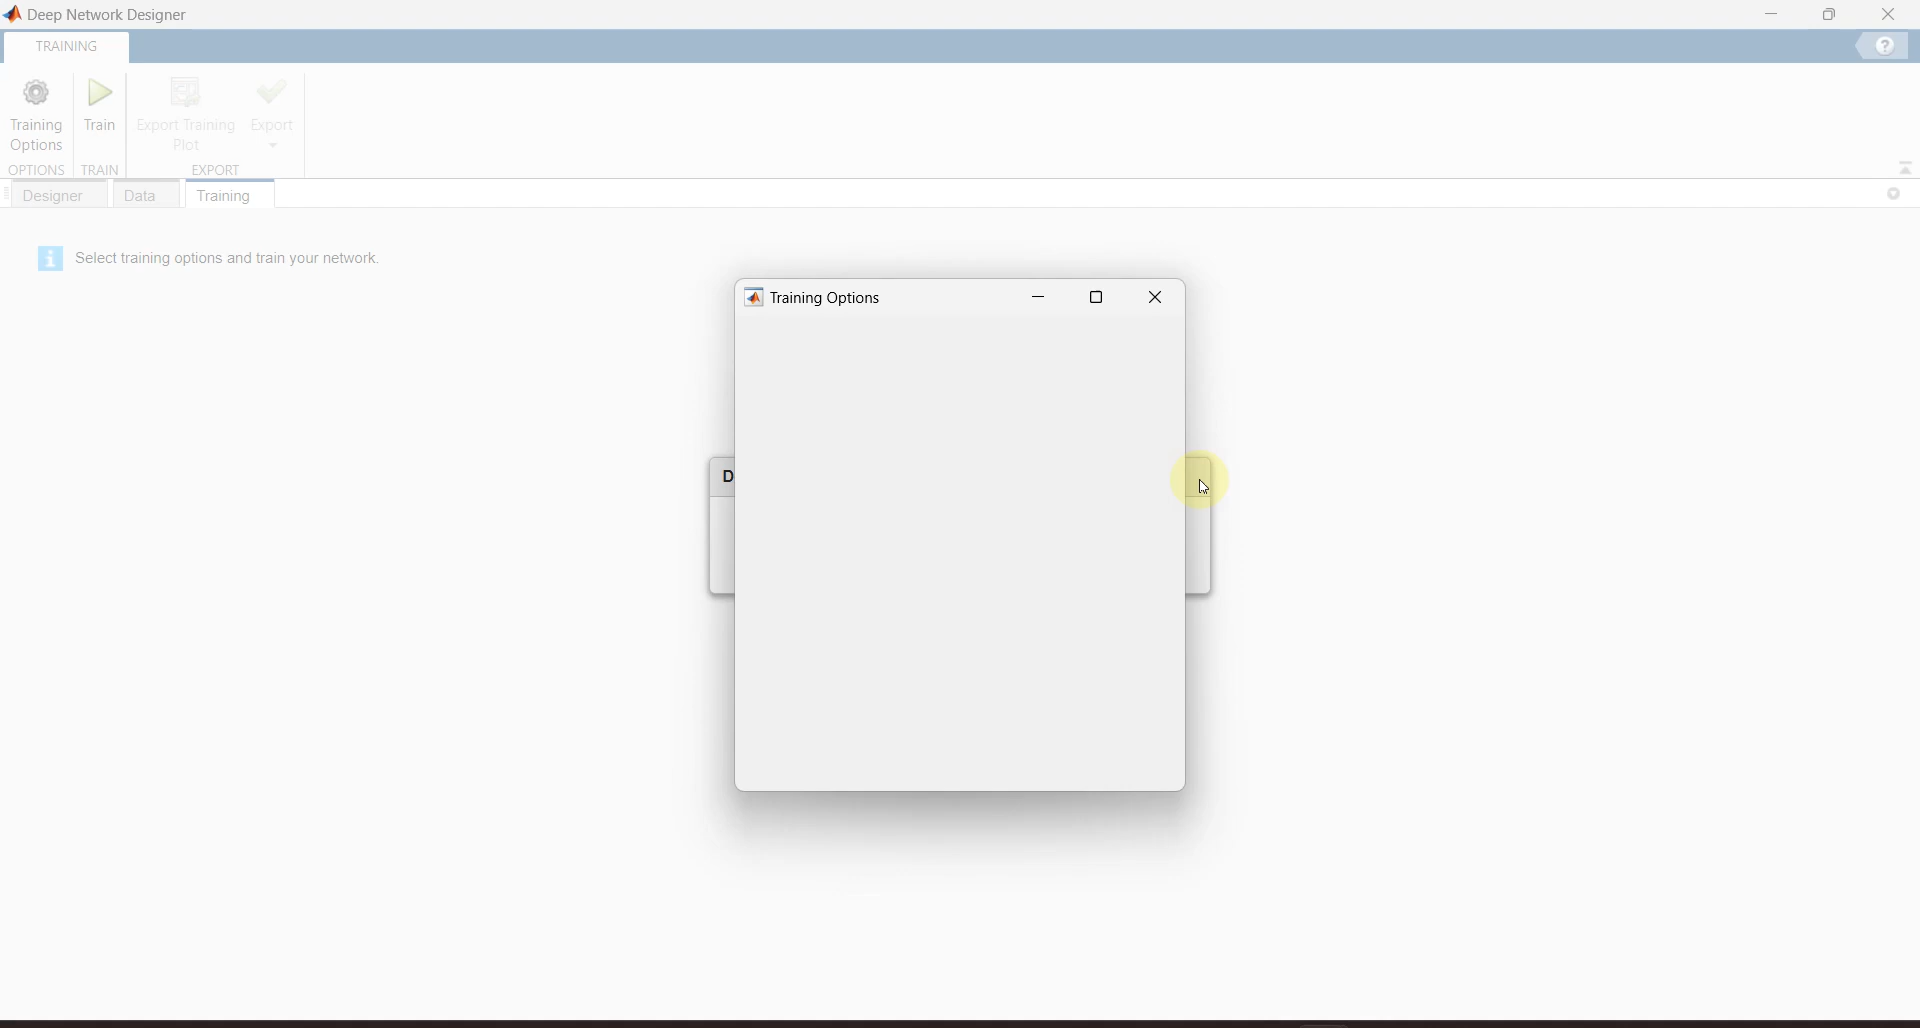 Deep Network Designer
TRAINING
?
Training
Options
Train
Export Training
Plot
Export
OPTIONS
TRAIN
EXPORT
Designer
Data
Training
i
Select training options and train your network.
Training Options
D